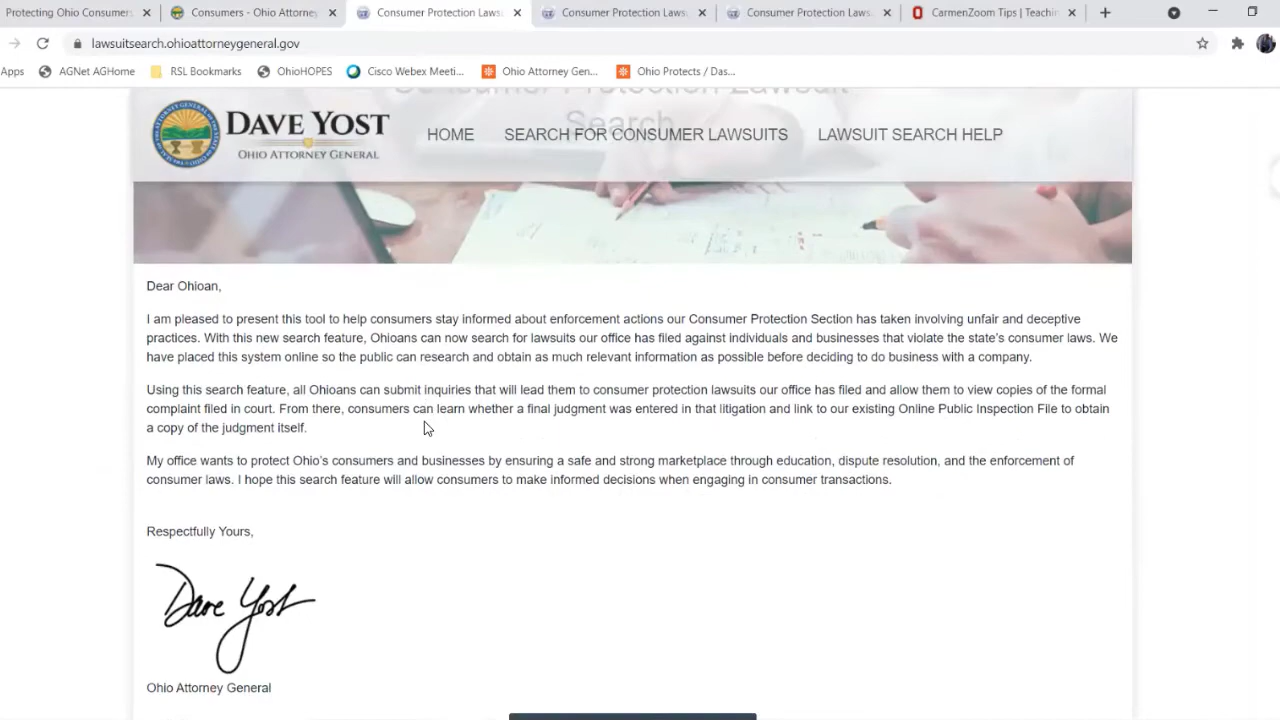 Protecting Ohio Consumers
Consumers - Ohio Attorney
Consumer Protection Laws
Consumer Protection Laws
Consumer Protection Laws
CarmenZoom Tips | Teachin
lawsuitsearch.ohioattorneygeneral.gov
Apps
AGNet AGHome
RSL Bookmarks
OhioHOPES
Cisco Webex Meeti...
Ohio Attorney Gen...
Ohio Protects / Das...
Consumer Protection Lawsuit
Search
DAVE YOST
OHIO ATTORNEY GENERAL
HOME
SEARCH FOR CONSUMER LAWSUITS
LAWSUIT SEARCH HELP
Dear Ohioan,
I am pleased to present this tool to help consumers stay informed about enforcement actions our Consumer Protection Section has taken involving unfair and deceptive
practices. With this new search feature, Ohioans can now search for lawsuits our office has filed against individuals and businesses that violate the state's consumer laws. We
have placed this system online so the public can research and obtain as much relevant information as possible before deciding to do business with a company.
Using this search feature, all Ohioans can submit inquiries that will lead them to consumer protection lawsuits our office has filed and allow them to view copies of the formal
complaint filed in court. From there, consumers can learn whether a final judgment was entered in that litigation and link to our existing Online Public Inspection File to obtain
a copy of the judgment itself.
My office wants to protect Ohio's consumers and businesses by ensuring a safe and strong marketplace through education, dispute resolution, and the enforcement of
consumer laws. I hope this search feature will allow consumers to make informed decisions when engaging in consumer transactions.
Respectfully Yours,
Dave Yost
Ohio Attorney General